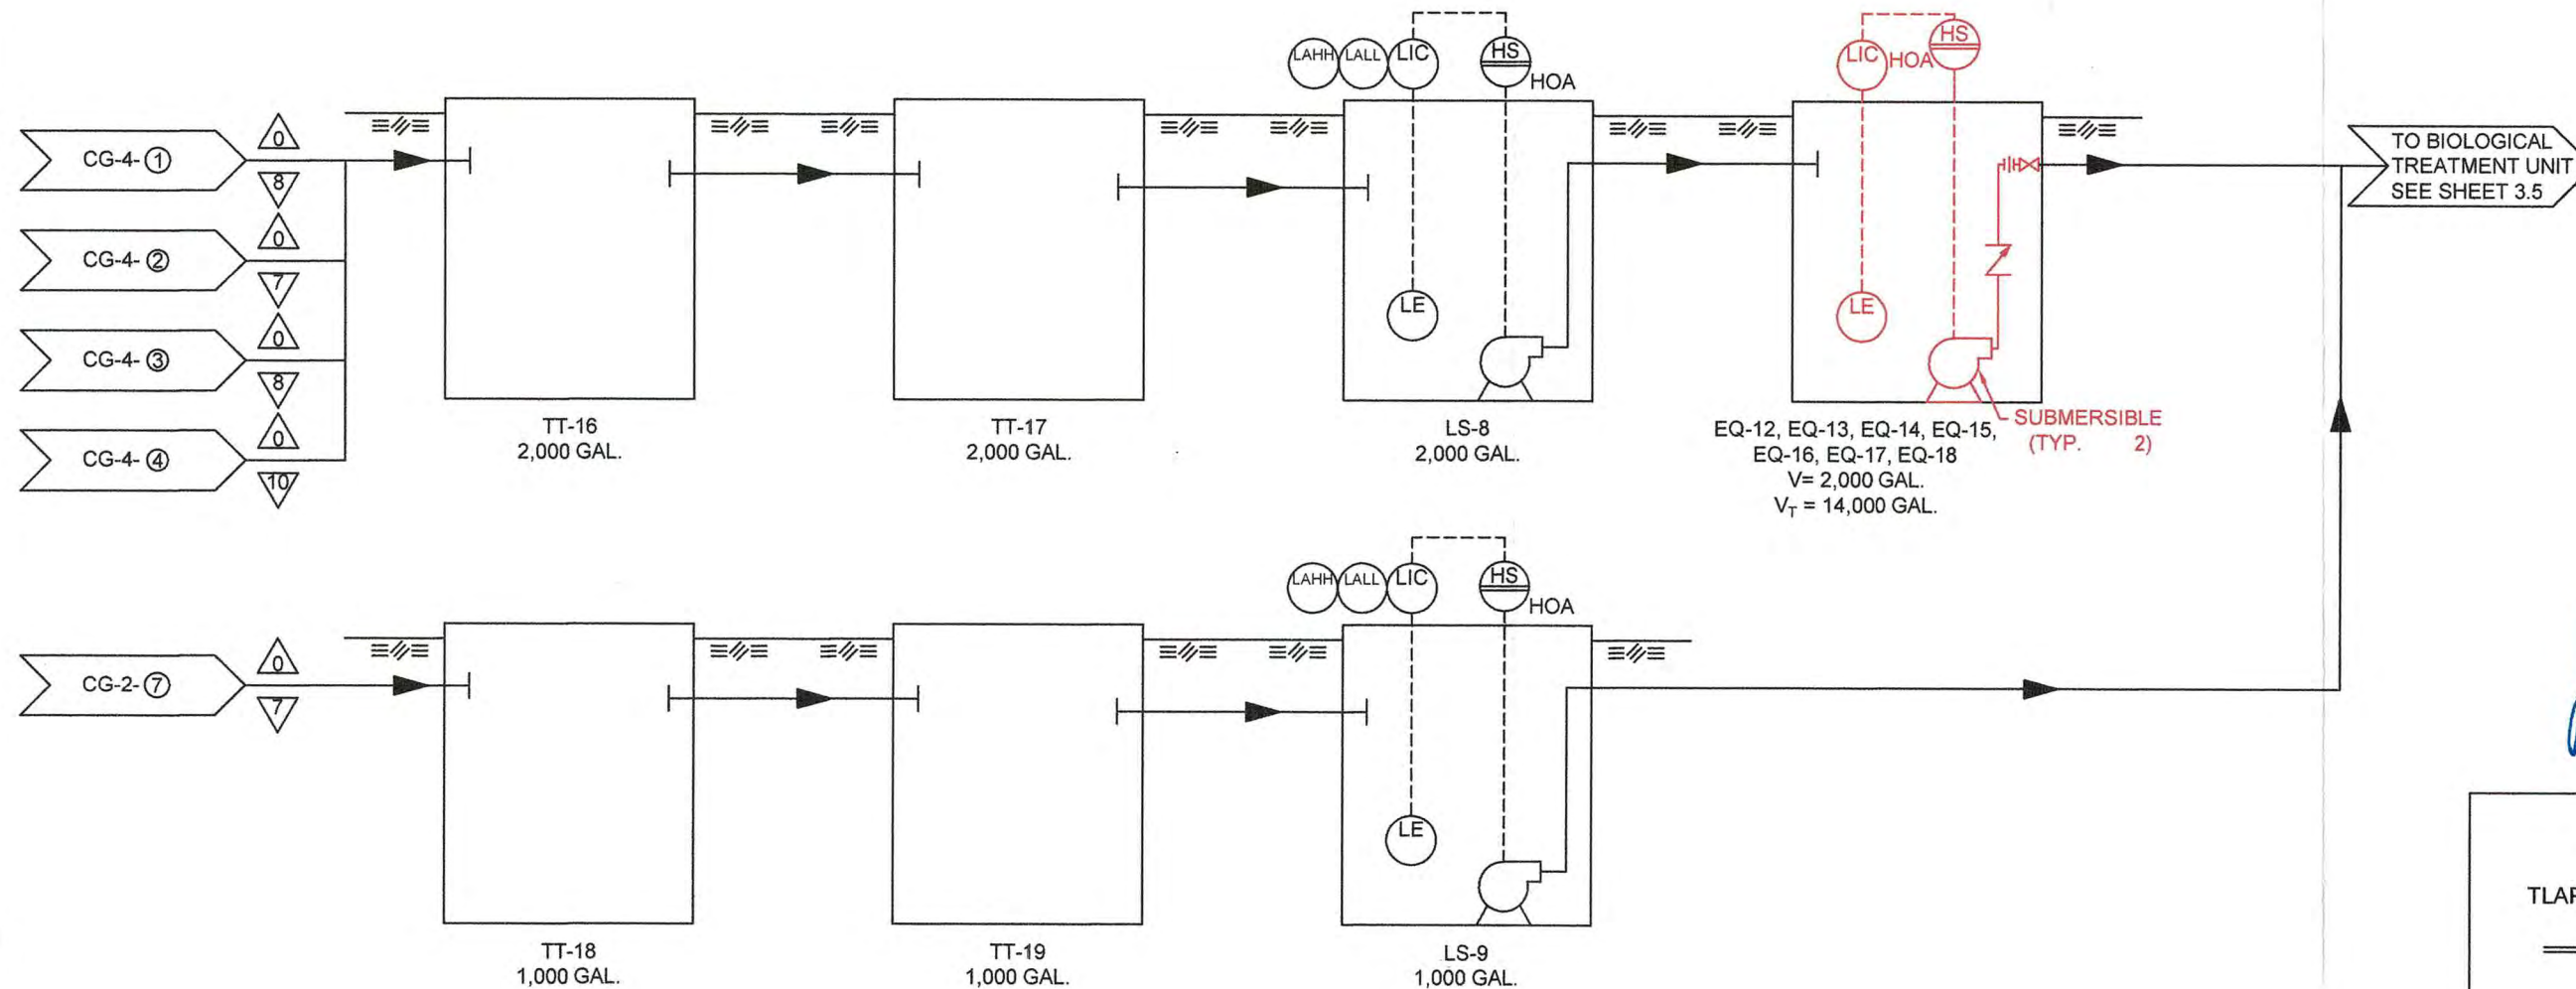 LAHH LALL LIC HS HOA
LIC HOA HS
CG-4-① 0 8
CG-4-② 0 7
CG-4-③ 0 8
CG-4-④ 0 10
LE
LE
TO BIOLOGICAL
TREATMENT UNIT
SEE SHEET 3.5
TT-16
2,000 GAL.
TT-17
2,000 GAL.
LS-8
2,000 GAL.
EQ-12, EQ-13, EQ-14, EQ-15,
EQ-16, EQ-17, EQ-18
V= 2,000 GAL.
V_T = 14,000 GAL.
SUBMERSIBLE
(TYP. 2)
LAHH LALL LIC HS HOA
CG-2-⑦ 0 7
LE
TT-18
1,000 GAL.
TT-19
1,000 GAL.
LS-9
1,000 GAL.